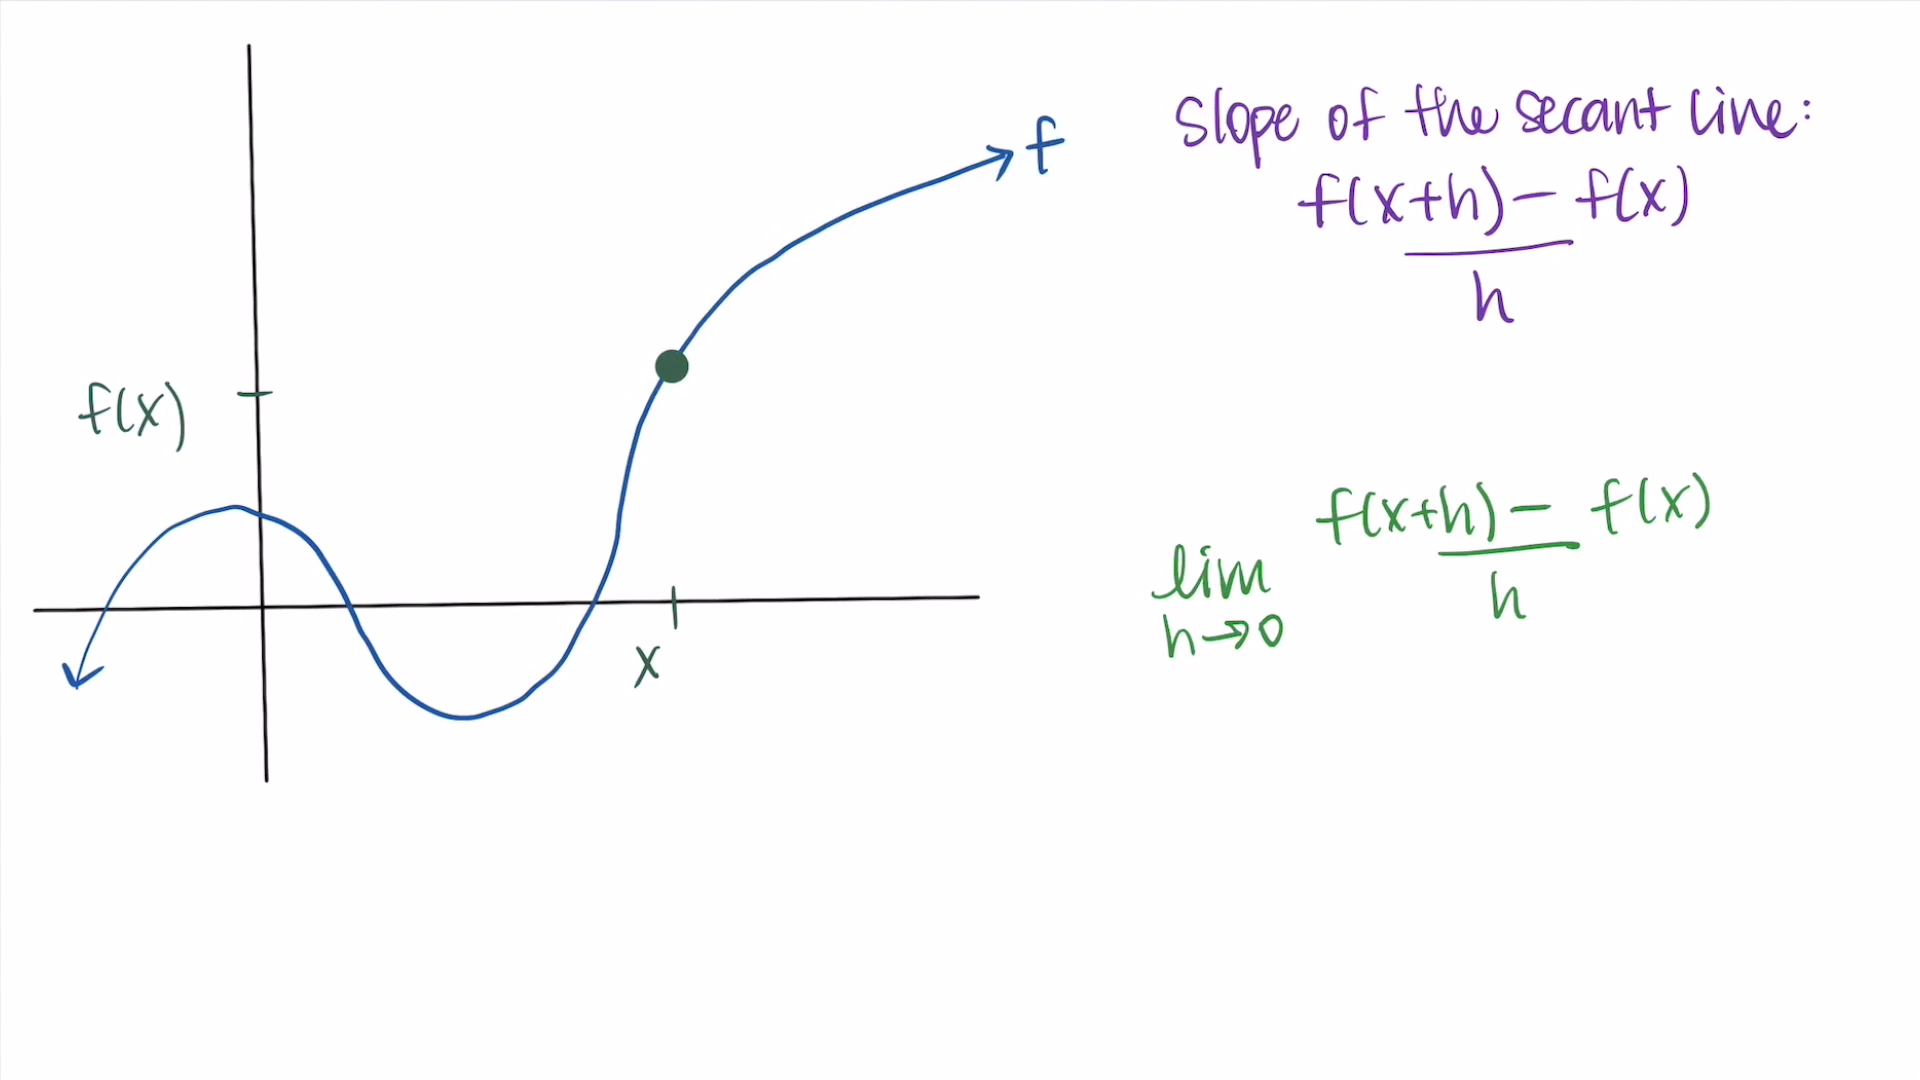 f
f(x)
x
slope of the secant line:
f(x+h) - f(x)
h
lim
h→0
f(x+h) - f(x)
h